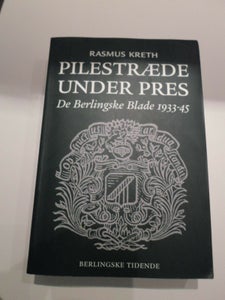 RASMUS KRETH
PILESTRÆDE
UNDER PRES
De Berlingske Blade 1933-45
BERLINGSKE TIDENDE